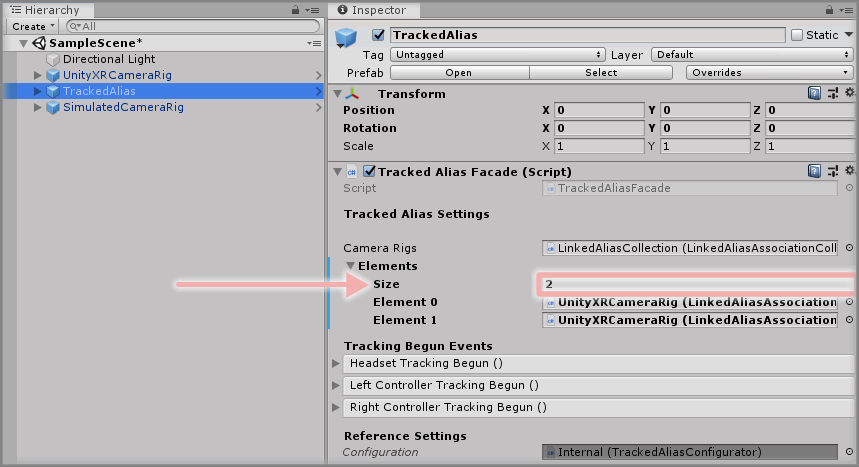 Hierarchy
Create All
SampleScene*
Directional Light
UnityXRCameraRig
TrackedAlias
SimulatedCameraRig
Inspector
TrackedAlias Static
Tag Untagged Layer Default
Prefab Open Select Overrides
Transform
Position X 0 Y 0 Z 0
Rotation X 0 Y 0 Z 0
Scale X 1 Y 1 Z 1
Tracked Alias Facade (Script)
Script TrackedAliasFacade
Tracked Alias Settings
Camera Rigs LinkedAliasCollection (LinkedAliasAssociationColl
Elements
Size 2
Element 0 UnityXRCameraRig (LinkedAliasAssociation
Element 1 UnityXRCameraRig (LinkedAliasAssociation
Tracking Begun Events
Headset Tracking Begun ()
Left Controller Tracking Begun ()
Right Controller Tracking Begun ()
Reference Settings
Configuration Internal (TrackedAliasConfigurator)